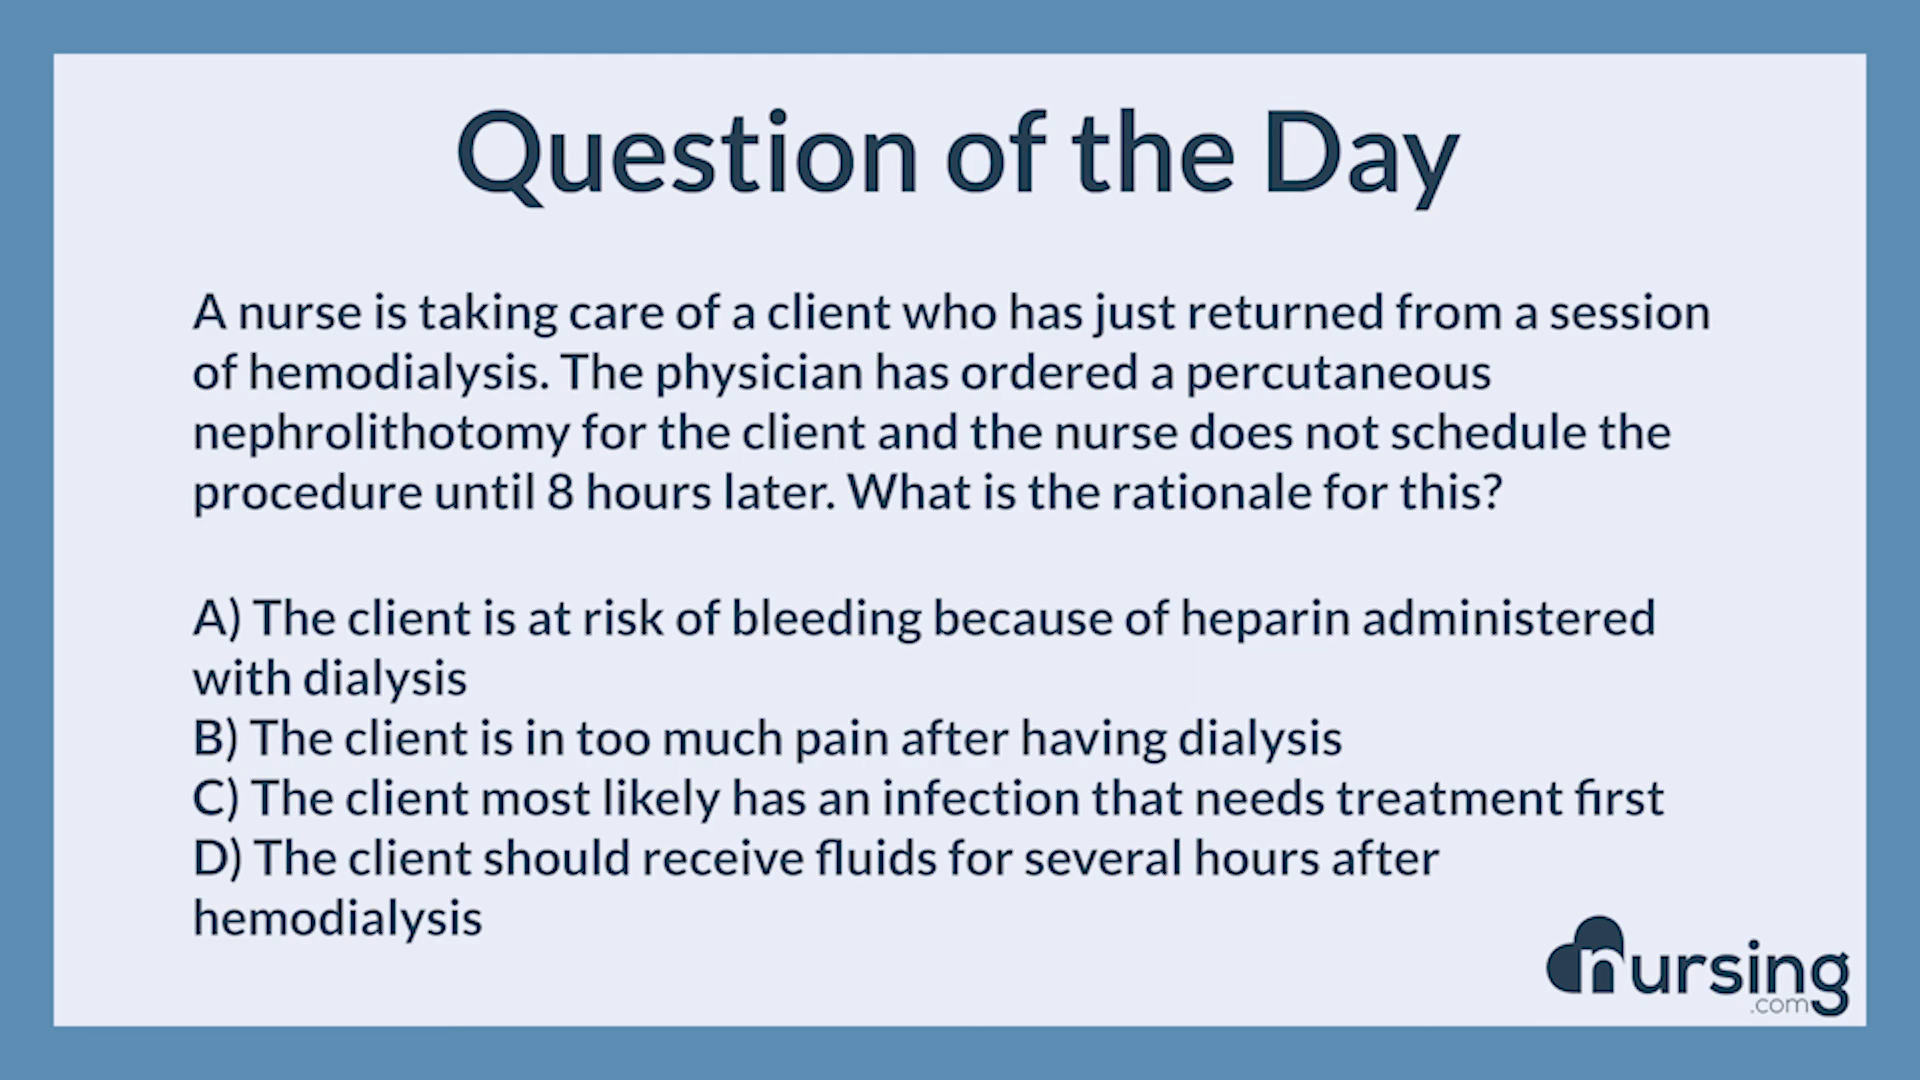 Question of the Day
A nurse is taking care of a client who has just returned from a session
of hemodialysis. The physician has ordered a percutaneous
nephrolithotomy for the client and the nurse does not schedule the
procedure until 8 hours later. What is the rationale for this?
A) The client is at risk of bleeding because of heparin administered
with dialysis
B) The client is in too much pain after having dialysis
C) The client most likely has an infection that needs treatment first
D) The client should receive fluids for several hours after
hemodialysis
nursing
.com